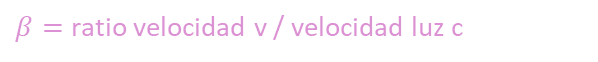 β = ratio velocidad v / velocidad luz c